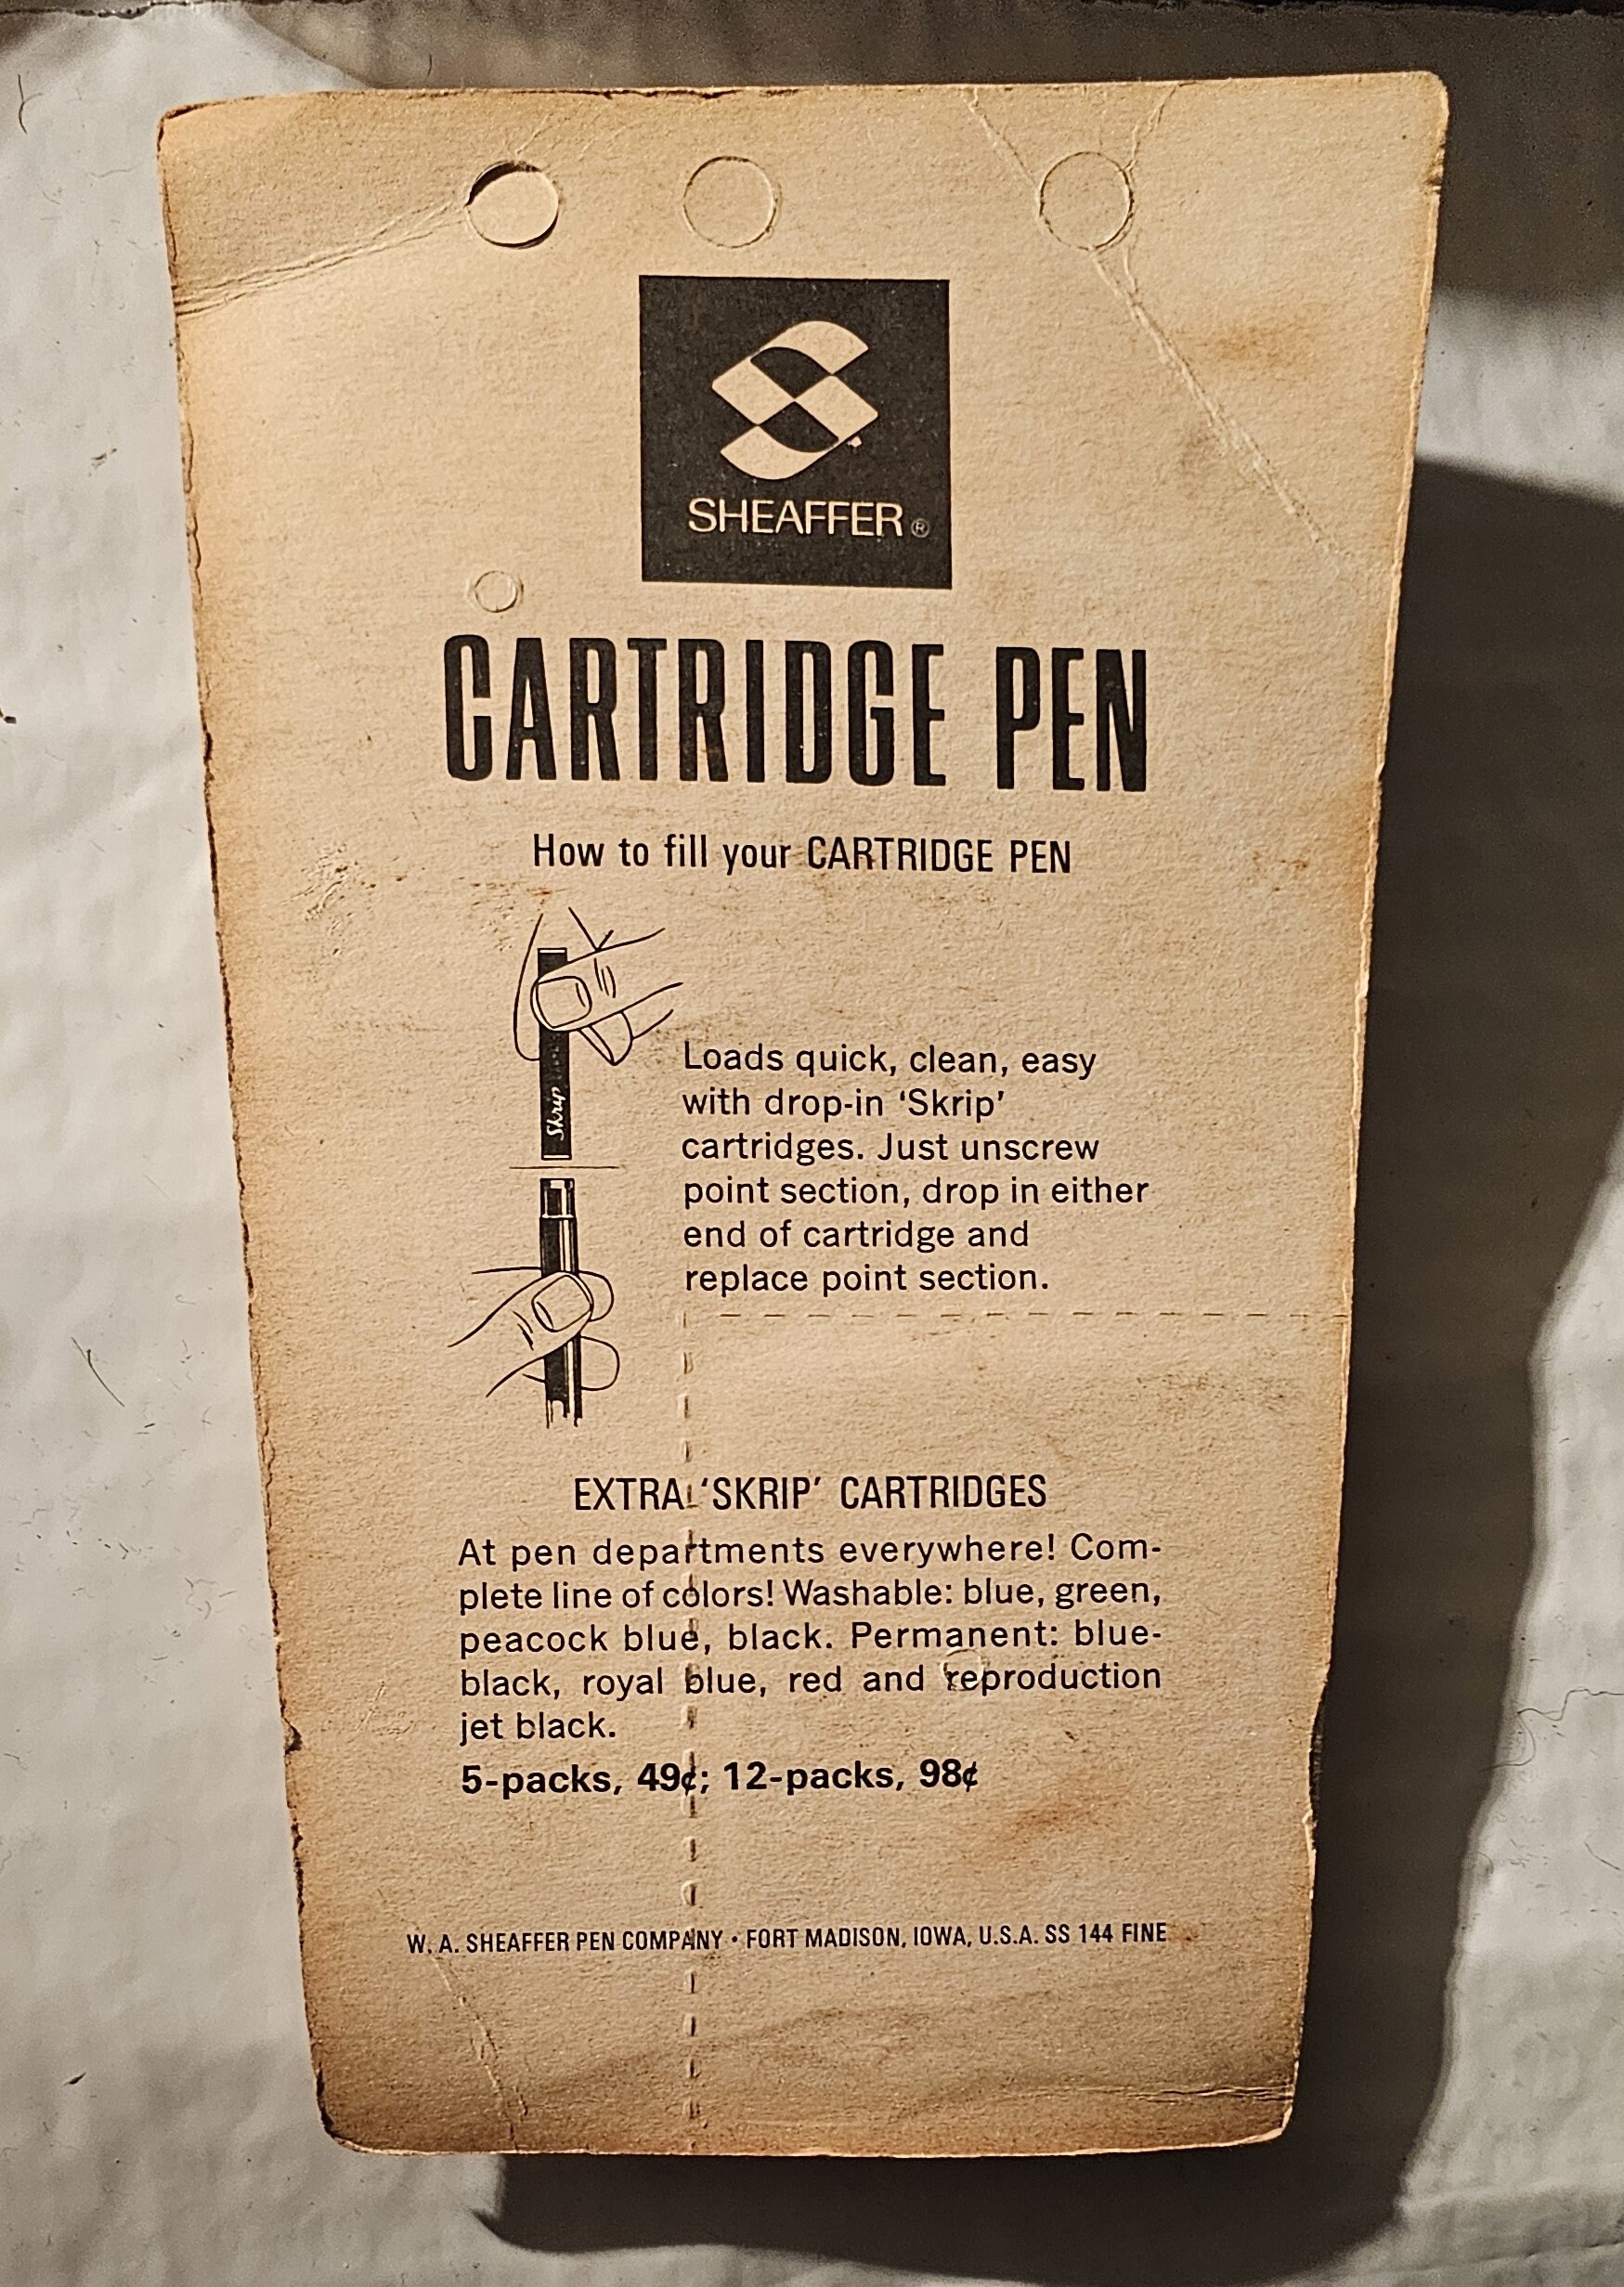 SHEAFFER®
CARTRIDGE PEN
How to fill your CARTRIDGE PEN
Skrip
Loads quick, clean, easy
with drop-in ‘Skrip’
cartridges. Just unscrew
point section, drop in either
end of cartridge and
replace point section.
EXTRA ‘SKRIP’ CARTRIDGES
At pen departments everywhere! Com-
plete line of colors! Washable: blue, green,
peacock blue, black. Permanent: blue-
black, royal blue, red and reproduction
jet black.
5-packs, 49¢; 12-packs, 98¢
W. A. SHEAFFER PEN COMPANY • FORT MADISON, IOWA, U.S.A. SS 144 FINE